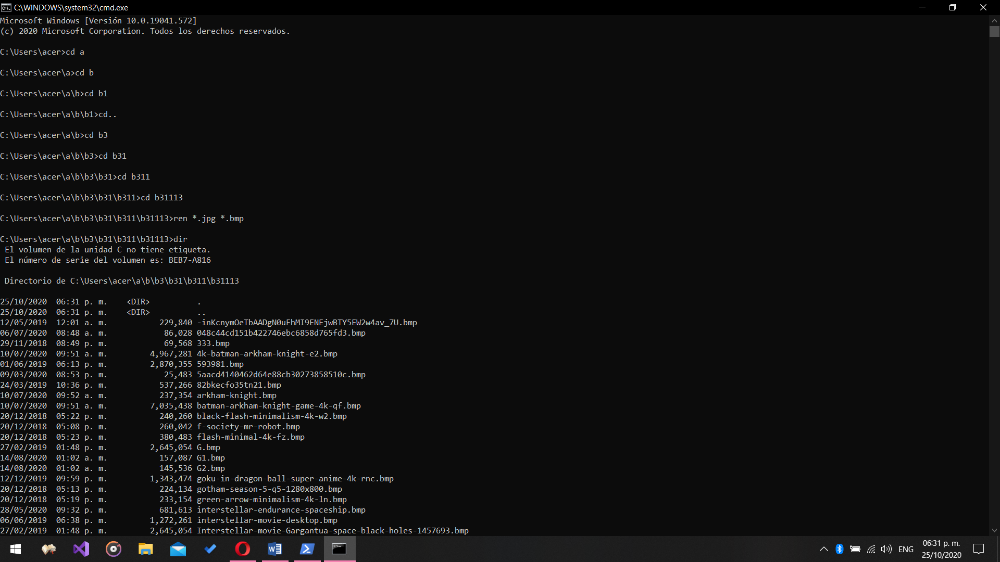 C:\WINDOWS\system32\cmd.exe
Microsoft Windows [Versión 10.0.19041.572]
(c) 2020 Microsoft Corporation. Todos los derechos reservados.
C:\Users\acer>cd a
C:\Users\acer\a>cd b
C:\Users\acer\a\b>cd b1
C:\Users\acer\a\b\b1>cd..
C:\Users\acer\a\b>cd b3
C:\Users\acer\a\b\b3>cd b31
C:\Users\acer\a\b\b3\b31>cd b311
C:\Users\acer\a\b\b3\b31\b311>cd b31113
C:\Users\acer\a\b\b3\b31\b311\b31113>ren *.jpg *.bmp
C:\Users\acer\a\b\b3\b31\b311\b31113>dir
El volumen de la unidad C no tiene etiqueta.
El número de serie del volumen es: BEB7-A816
Directorio de C:\Users\acer\a\b\b3\b31\b311\b31113
25/10/2020  06:31 p. m.    <DIR>          .
25/10/2020  06:31 p. m.    <DIR>          ..
12/05/2019  12:01 a. m.           229,840 -inKcnymOeTbAADgN0uFhMI9ENEjwBTY5EW2w4av_7U.bmp
06/07/2020  08:48 a. m.            86,028 048c44cd151b422746ebc6858d765fd3.bmp
29/11/2018  08:49 p. m.            69,568 333.bmp
10/07/2020  09:51 a. m.         4,967,281 4k-batman-arkham-knight-e2.bmp
01/06/2019  06:13 p. m.         2,870,355 593981.bmp
09/03/2020  08:53 p. m.            25,483 5aacd4140462d64e88cb30273858510c.bmp
24/03/2019  10:36 p. m.           537,266 82bkecfo35tn21.bmp
10/07/2020  09:52 a. m.           237,354 arkham-knight.bmp
10/07/2020  09:51 a. m.         7,035,438 batman-arkham-knight-game-4k-qf.bmp
20/12/2018  05:22 p. m.           240,260 black-flash-minimalism-4k-w2.bmp
20/12/2018  05:08 p. m.           260,042 f-society-mr-robot.bmp
20/12/2018  05:23 p. m.           380,483 flash-minimal-4k-fz.bmp
27/02/2019  01:48 p. m.         2,645,054 G.bmp
14/08/2020  01:02 a. m.           157,087 G1.bmp
14/08/2020  01:02 a. m.           145,536 G2.bmp
12/12/2019  09:59 p. m.         1,343,474 goku-in-dragon-ball-super-anime-4k-rnc.bmp
20/12/2018  05:13 p. m.           224,134 gotham-season-5-q5-1280x800.bmp
20/12/2018  05:19 p. m.           233,154 green-arrow-minimalism-4k-ln.bmp
28/05/2020  09:32 p. m.           681,613 interstellar-endurance-spaceship.bmp
06/06/2019  06:38 p. m.         1,272,261 interstellar-movie-desktop.bmp
27/02/2019  01:48 p. m.         2,645,054 Interstellar-movie-Gargantua-space-black-holes-1457693.bmp
ENG
06:31 p. m.
25/10/2020